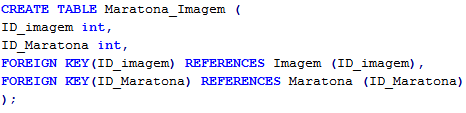 CREATE TABLE Maratona_Imagem (
ID_imagem int,
ID_Maratona int,
FOREIGN KEY(ID_imagem) REFERENCES Imagem (ID_imagem),
FOREIGN KEY(ID_Maratona) REFERENCES Maratona (ID_Maratona)
);